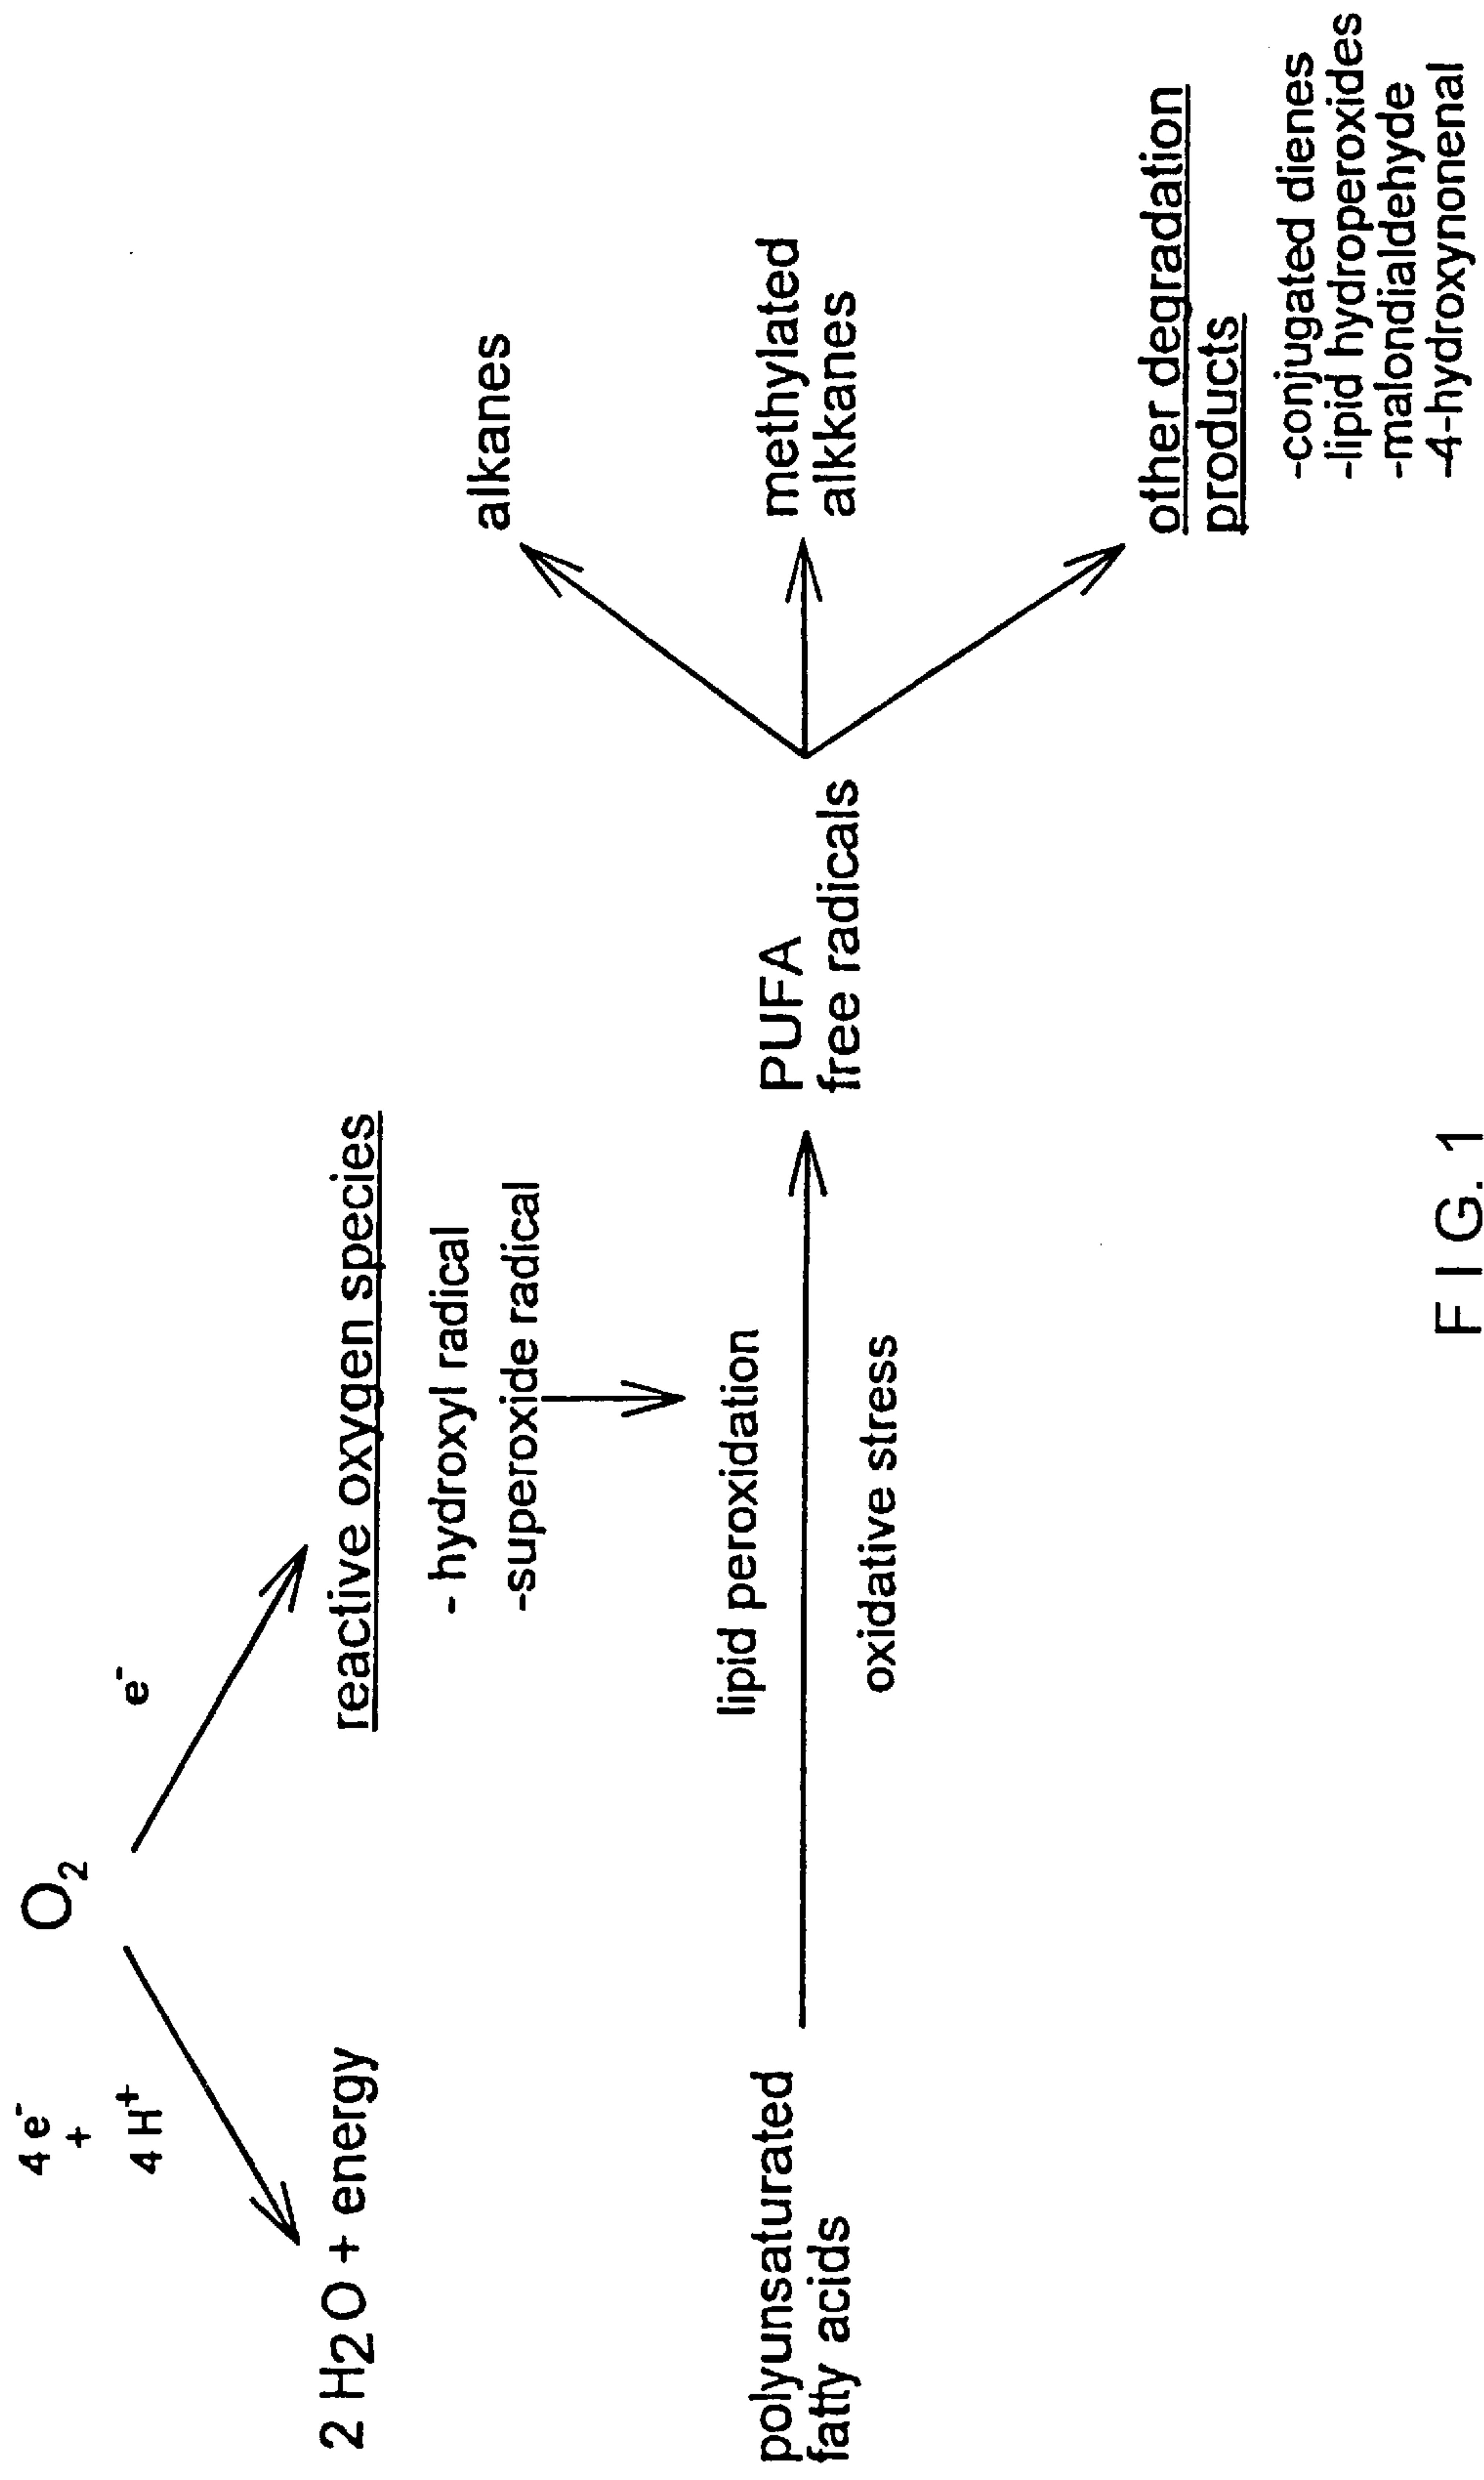 O₂
4 e⁻
+
4 H⁺
e⁻
2 H2O + energy
reactive oxygen species
- hydroxyl radical
-superoxide radical
lipid peroxidation
oxidative stress
polyunsaturated
fatty acids
PUFA
free radicals
alkanes
methylated
alkanes
other degradation
products
-conjugated dienes
-lipid hydroperoxides
-malondialdehyde
-4-hydroxynonenal
F I G. 1